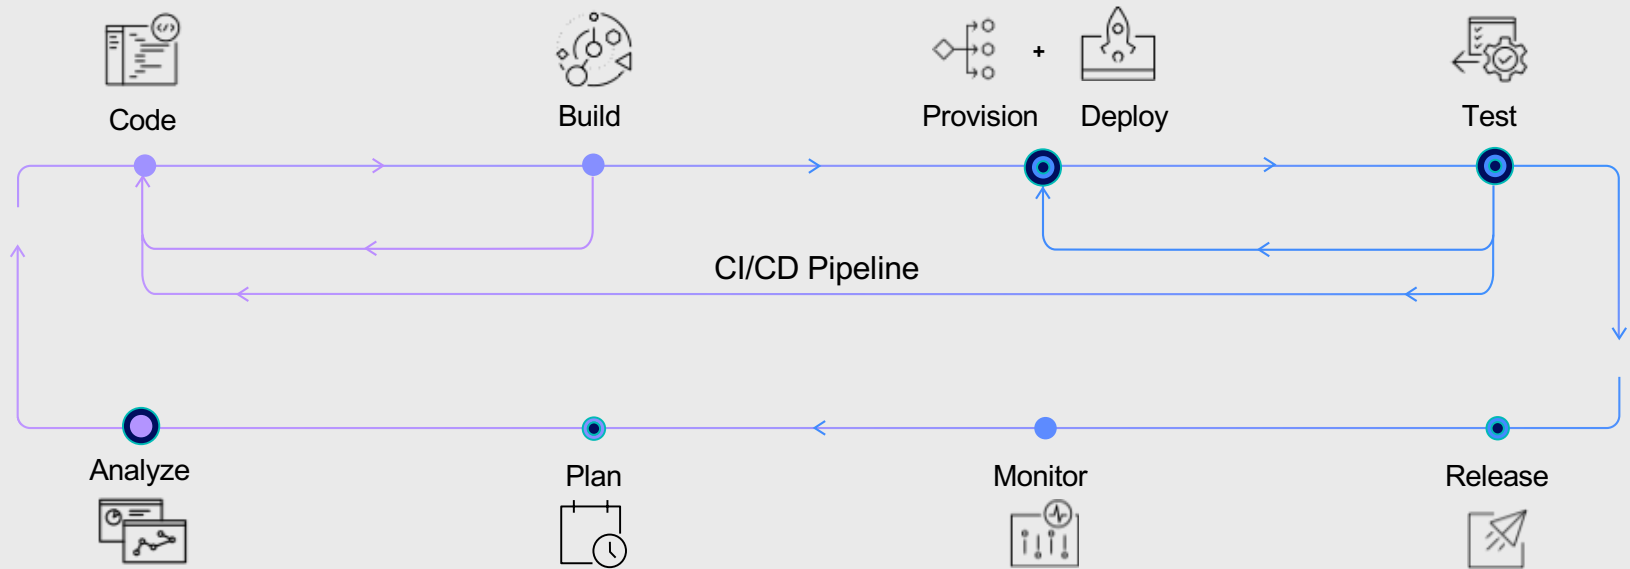 +
Code
Build
Provision
Deploy
Test
CI/CD Pipeline
Analyze
Plan
Monitor
Release